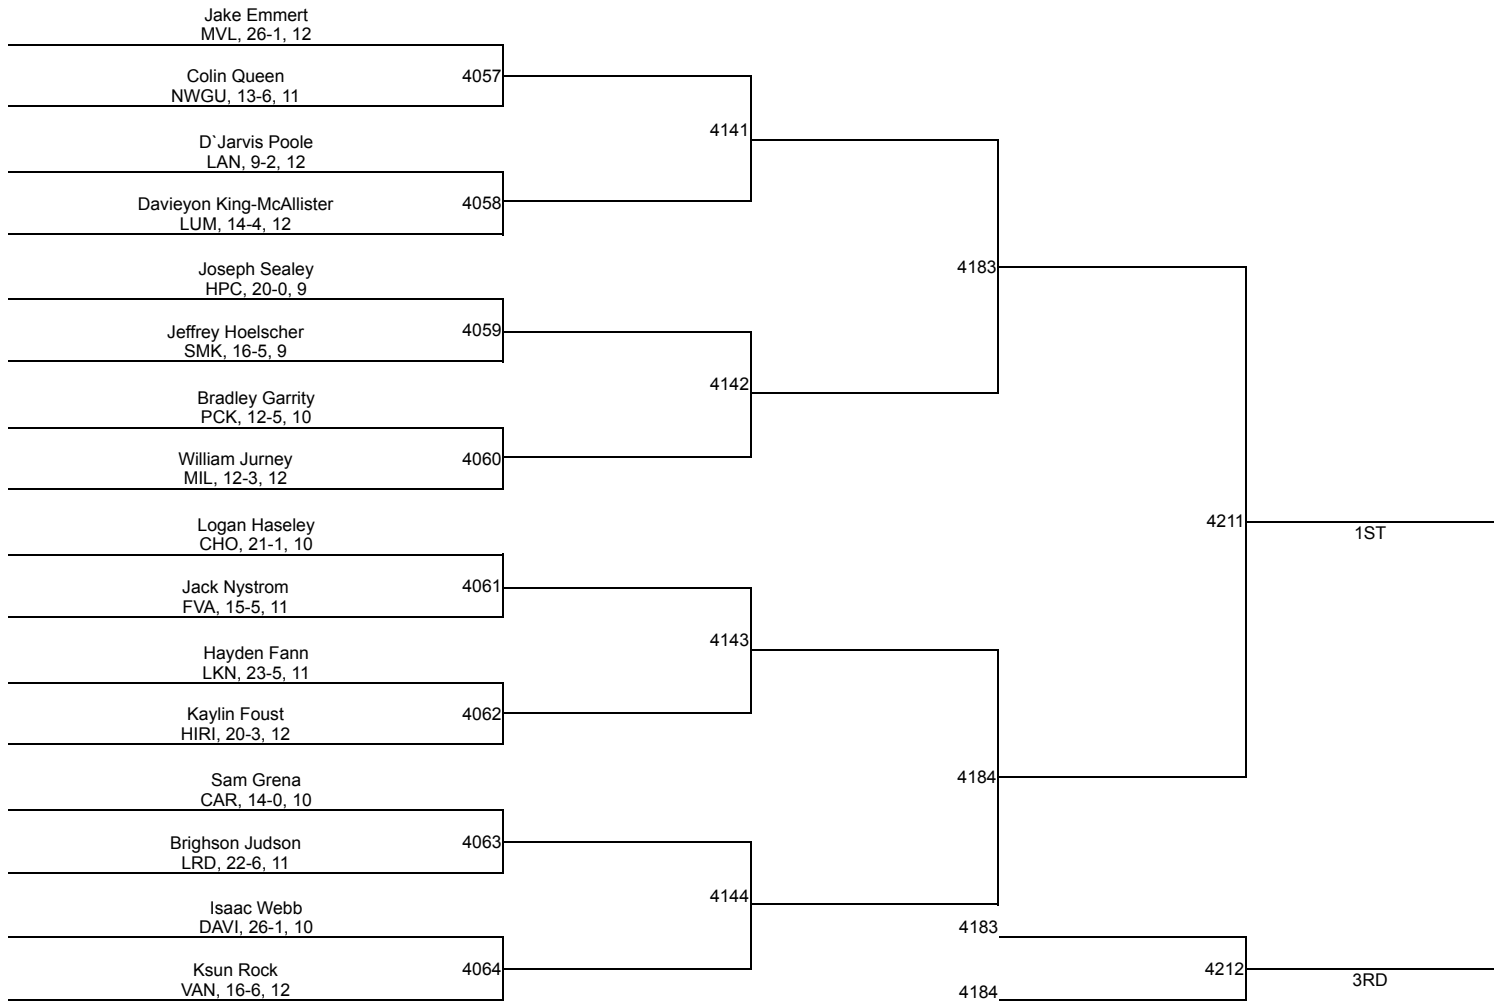 Jake Emmert
MVL, 26-1, 12
Colin Queen
NWGU, 13-6, 11
4057
4141
D`Jarvis Poole
LAN, 9-2, 12
Davieyon King-McAllister
LUM, 14-4, 12
4058
4183
Joseph Sealey
HPC, 20-0, 9
Jeffrey Hoelscher
SMK, 16-5, 9
4059
4142
Bradley Garrity
PCK, 12-5, 10
William Jurney
MIL, 12-3, 12
4060
4211
1ST
Logan Haseley
CHO, 21-1, 10
Jack Nystrom
FVA, 15-5, 11
4061
4143
Hayden Fann
LKN, 23-5, 11
Kaylin Foust
HIRI, 20-3, 12
4062
4184
Sam Grena
CAR, 14-0, 10
Brighson Judson
LRD, 22-6, 11
4063
4144
Isaac Webb
DAVI, 26-1, 10
Ksun Rock
VAN, 16-6, 12
4064
4183
4212
3RD
4184